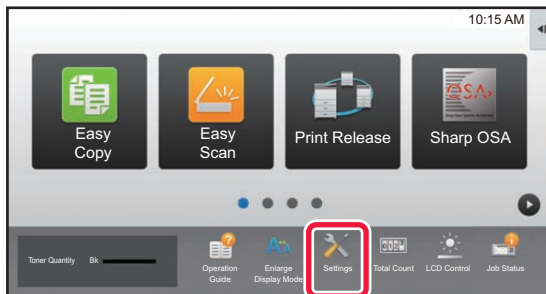 10:15 AM
Easy
Copy
Easy
Scan
Print Release
OSA
Sharp OSA
Toner Quantity Bk
Operation
Guide
Enlarge
Display Mode
Settings
Total Count
LCD Control
Job Status